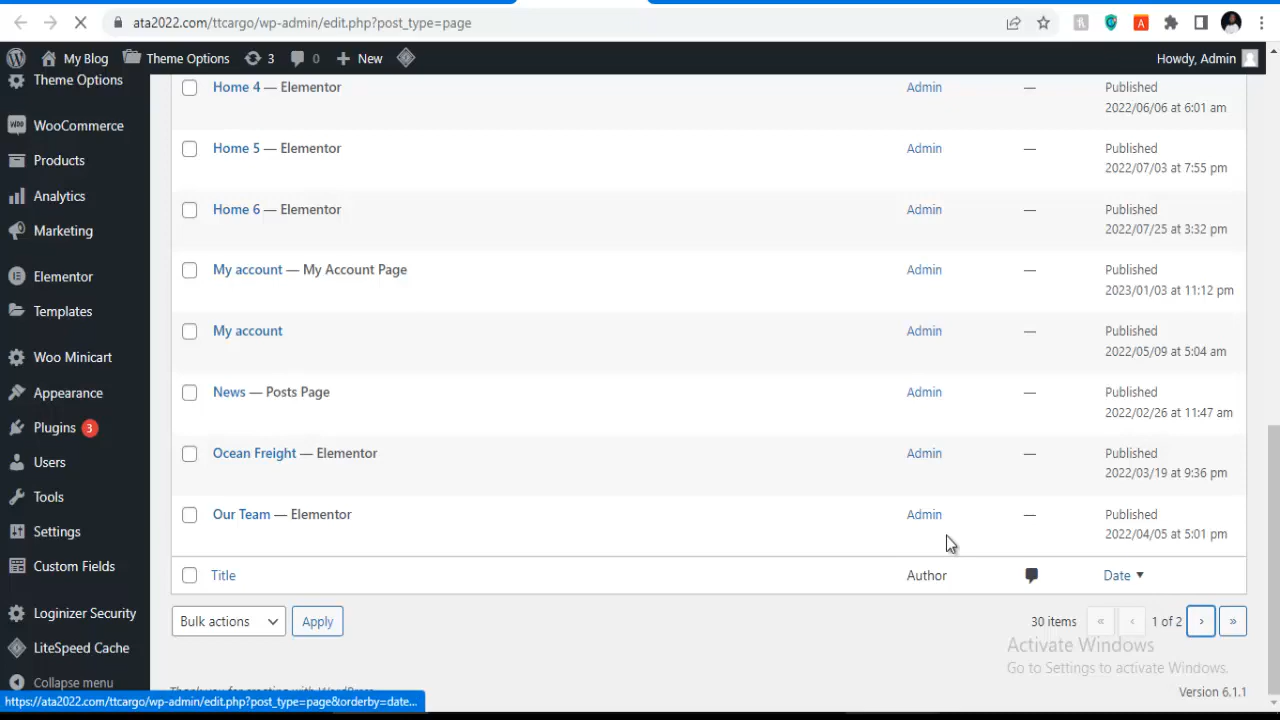 ata2022.com/ttcargo/wp-admin/edit.php?post_type=page
My Blog Theme Options 3 0 New Howdy, Admin
Theme Options
WooCommerce
Products
Analytics
Marketing
Elementor
Templates
Woo Minicart
Appearance
Plugins 3
Users
Tools
Settings
Custom Fields
Loginizer Security
LiteSpeed Cache
Collapse menu
Home 4 — Elementor Admin — Published
2022/06/06 at 6:01 am
Home 5 — Elementor Admin — Published
2022/07/03 at 7:55 pm
Home 6 — Elementor Admin — Published
2022/07/25 at 3:32 pm
My account — My Account Page Admin — Published
2023/01/03 at 11:12 pm
My account Admin — Published
2022/05/09 at 5:04 am
News — Posts Page Admin — Published
2022/02/26 at 11:47 am
Ocean Freight — Elementor Admin — Published
2022/03/19 at 9:36 pm
Our Team — Elementor Admin — Published
2022/04/05 at 5:01 pm
Title Author Date
Bulk actions Apply 30 items « ‹ 1 of 2 › »
Activate Windows
Go to Settings to activate Windows.
Version 6.1.1
https://ata2022.com/ttcargo/wp-admin/edit.php?post_type=page&orderby=date...